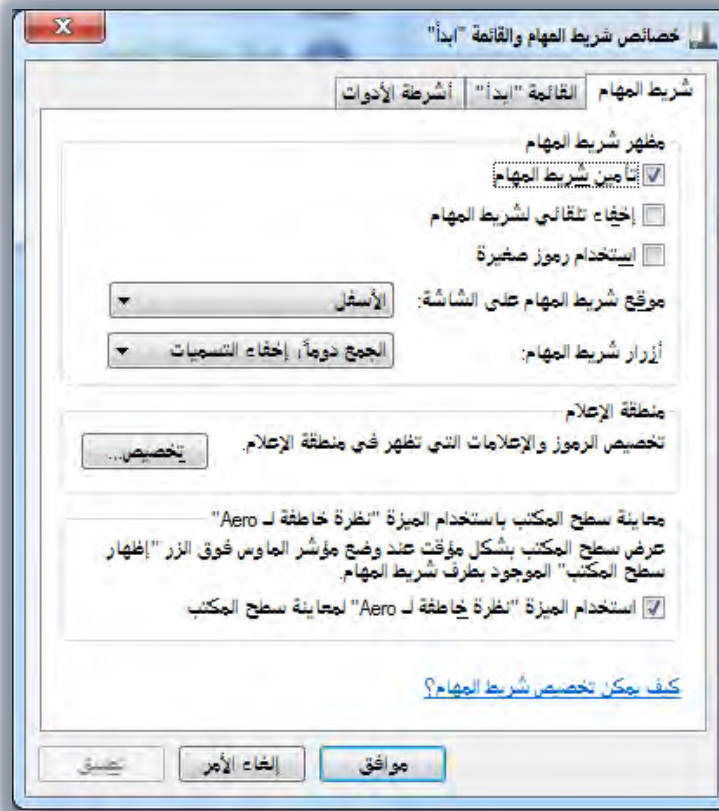 خصائص شريط المهام والقائمة "ابدأ"
شريط المهام
القائمة "ابدأ"
أشرطة الأدوات
مظهر شريط المهام
تأمين شريط المهام
إخفاء تلقائي لشريط المهام
استخدام رموز صغيرة
موقع شريط المهام على الشاشة:
الأسفل
أزرار شريط المهام:
الجمع دوماً، إخفاء التسميات
منطقة الإعلام
تخصيص الرموز والإعلامات التي تظهر في منطقة الإعلام.
تخصيص...
معاينة سطح المكتب باستخدام الميزة "نظرة خاطفة لـ Aero"
عرض سطح المكتب بشكل مؤقت عند وضع مؤشر الماوس فوق الزر "إظهار
سطح المكتب" الموجود بطرف شريط المهام.
استخدام الميزة "نظرة خاطفة لـ Aero" لمعاينة سطح المكتب
كيف يمكن تخصيص شريط المهام؟
موافق
إلغاء الأمر
تطبيق